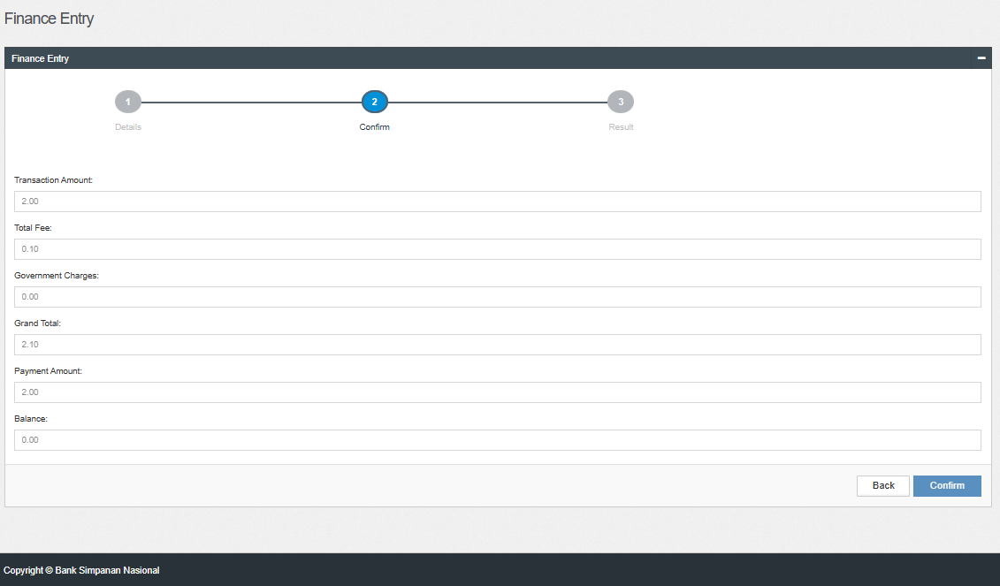 Finance Entry
Finance Entry
1 2 3
Details Confirm Result
Transaction Amount:
2.00
Total Fee:
0.10
Government Charges:
0.00
Grand Total:
2.10
Payment Amount:
2.00
Balance:
0.00
Back Confirm
Copyright © Bank Simpanan Nasional